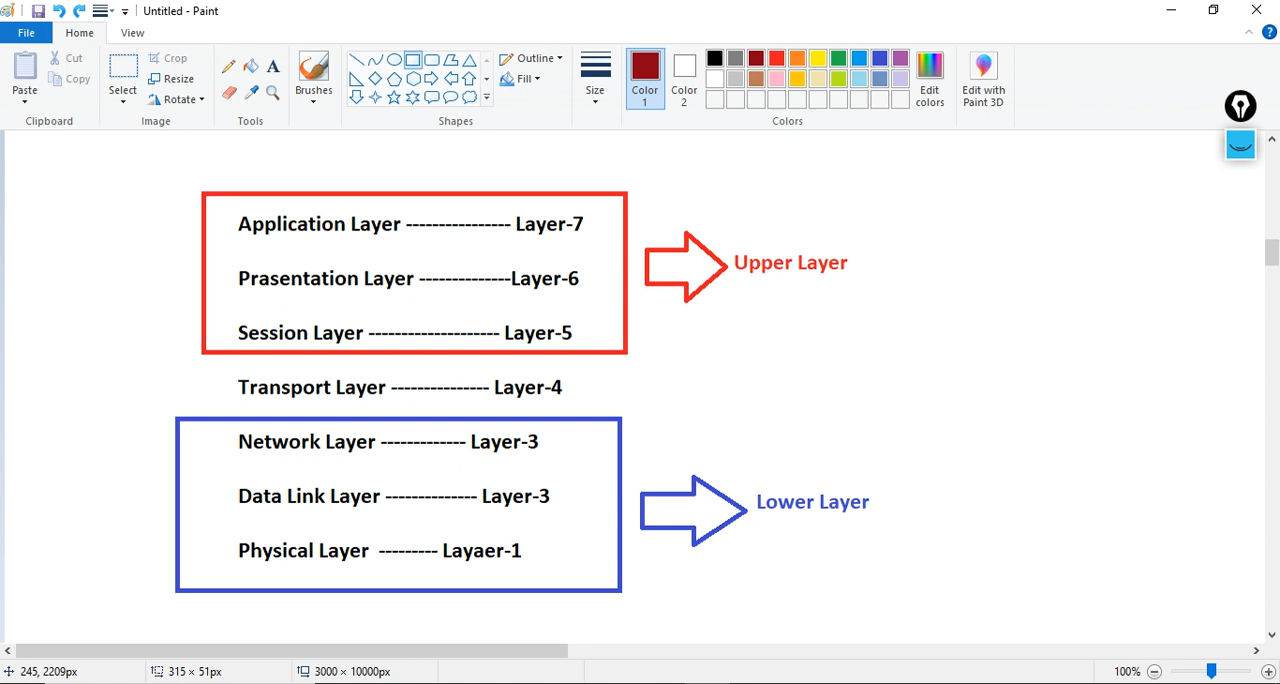 Untitled - Paint
File Home View
Paste
Cut
Copy
Clipboard
Select
Crop
Resize
Rotate
Image
A
Tools
Brushes
Shapes
Outline
Fill
Size
Color 1
Color 2
Edit colors
Colors
Edit with Paint 3D
Application Layer ---------------- Layer-7
Prasentation Layer --------------Layer-6
Session Layer -------------------- Layer-5
Upper Layer
Transport Layer --------------- Layer-4
Network Layer ------------- Layer-3
Data Link Layer -------------- Layer-3
Physical Layer --------- Layaer-1
Lower Layer
245, 2209px 315 × 51px 3000 × 10000px 100%